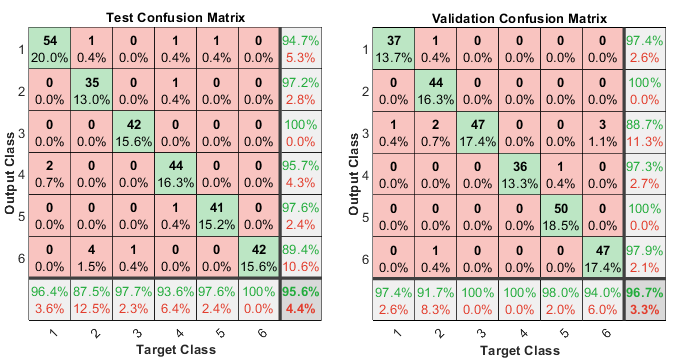 Test Confusion Matrix
1 54 1 0 1 1 0 94.7%
20.0% 0.4% 0.0% 0.4% 0.4% 0.0% 5.3%
2 0 35 0 1 0 0 97.2%
0.0% 13.0% 0.0% 0.4% 0.0% 0.0% 2.8%
3 0 0 42 0 0 0 100%
0.0% 0.0% 15.6% 0.0% 0.0% 0.0% 0.0%
4 2 0 0 44 0 0 95.7%
0.7% 0.0% 0.0% 16.3% 0.0% 0.0% 4.3%
5 0 0 0 1 41 0 97.6%
0.0% 0.0% 0.0% 0.4% 15.2% 0.0% 2.4%
6 0 4 1 0 0 42 89.4%
0.0% 1.5% 0.4% 0.0% 0.0% 15.6% 10.6%
96.4% 87.5% 97.7% 93.6% 97.6% 100% 95.6%
3.6% 12.5% 2.3% 6.4% 2.4% 0.0% 4.4%
1 2 3 4 5 6
Target Class
Output Class
Validation Confusion Matrix
1 37 1 0 0 0 0 97.4%
13.7% 0.4% 0.0% 0.0% 0.0% 0.0% 2.6%
2 0 44 0 0 0 0 100%
0.0% 16.3% 0.0% 0.0% 0.0% 0.0% 0.0%
3 1 2 47 0 0 3 88.7%
0.4% 0.7% 17.4% 0.0% 0.0% 1.1% 11.3%
4 0 0 0 36 1 0 97.3%
0.0% 0.0% 0.0% 13.3% 0.4% 0.0% 2.7%
5 0 0 0 0 50 0 100%
0.0% 0.0% 0.0% 0.0% 18.5% 0.0% 0.0%
6 0 1 0 0 0 47 97.9%
0.0% 0.4% 0.0% 0.0% 0.0% 17.4% 2.1%
97.4% 91.7% 100% 100% 98.0% 94.0% 96.7%
2.6% 8.3% 0.0% 0.0% 2.0% 6.0% 3.3%
1 2 3 4 5 6
Target Class
Output Class